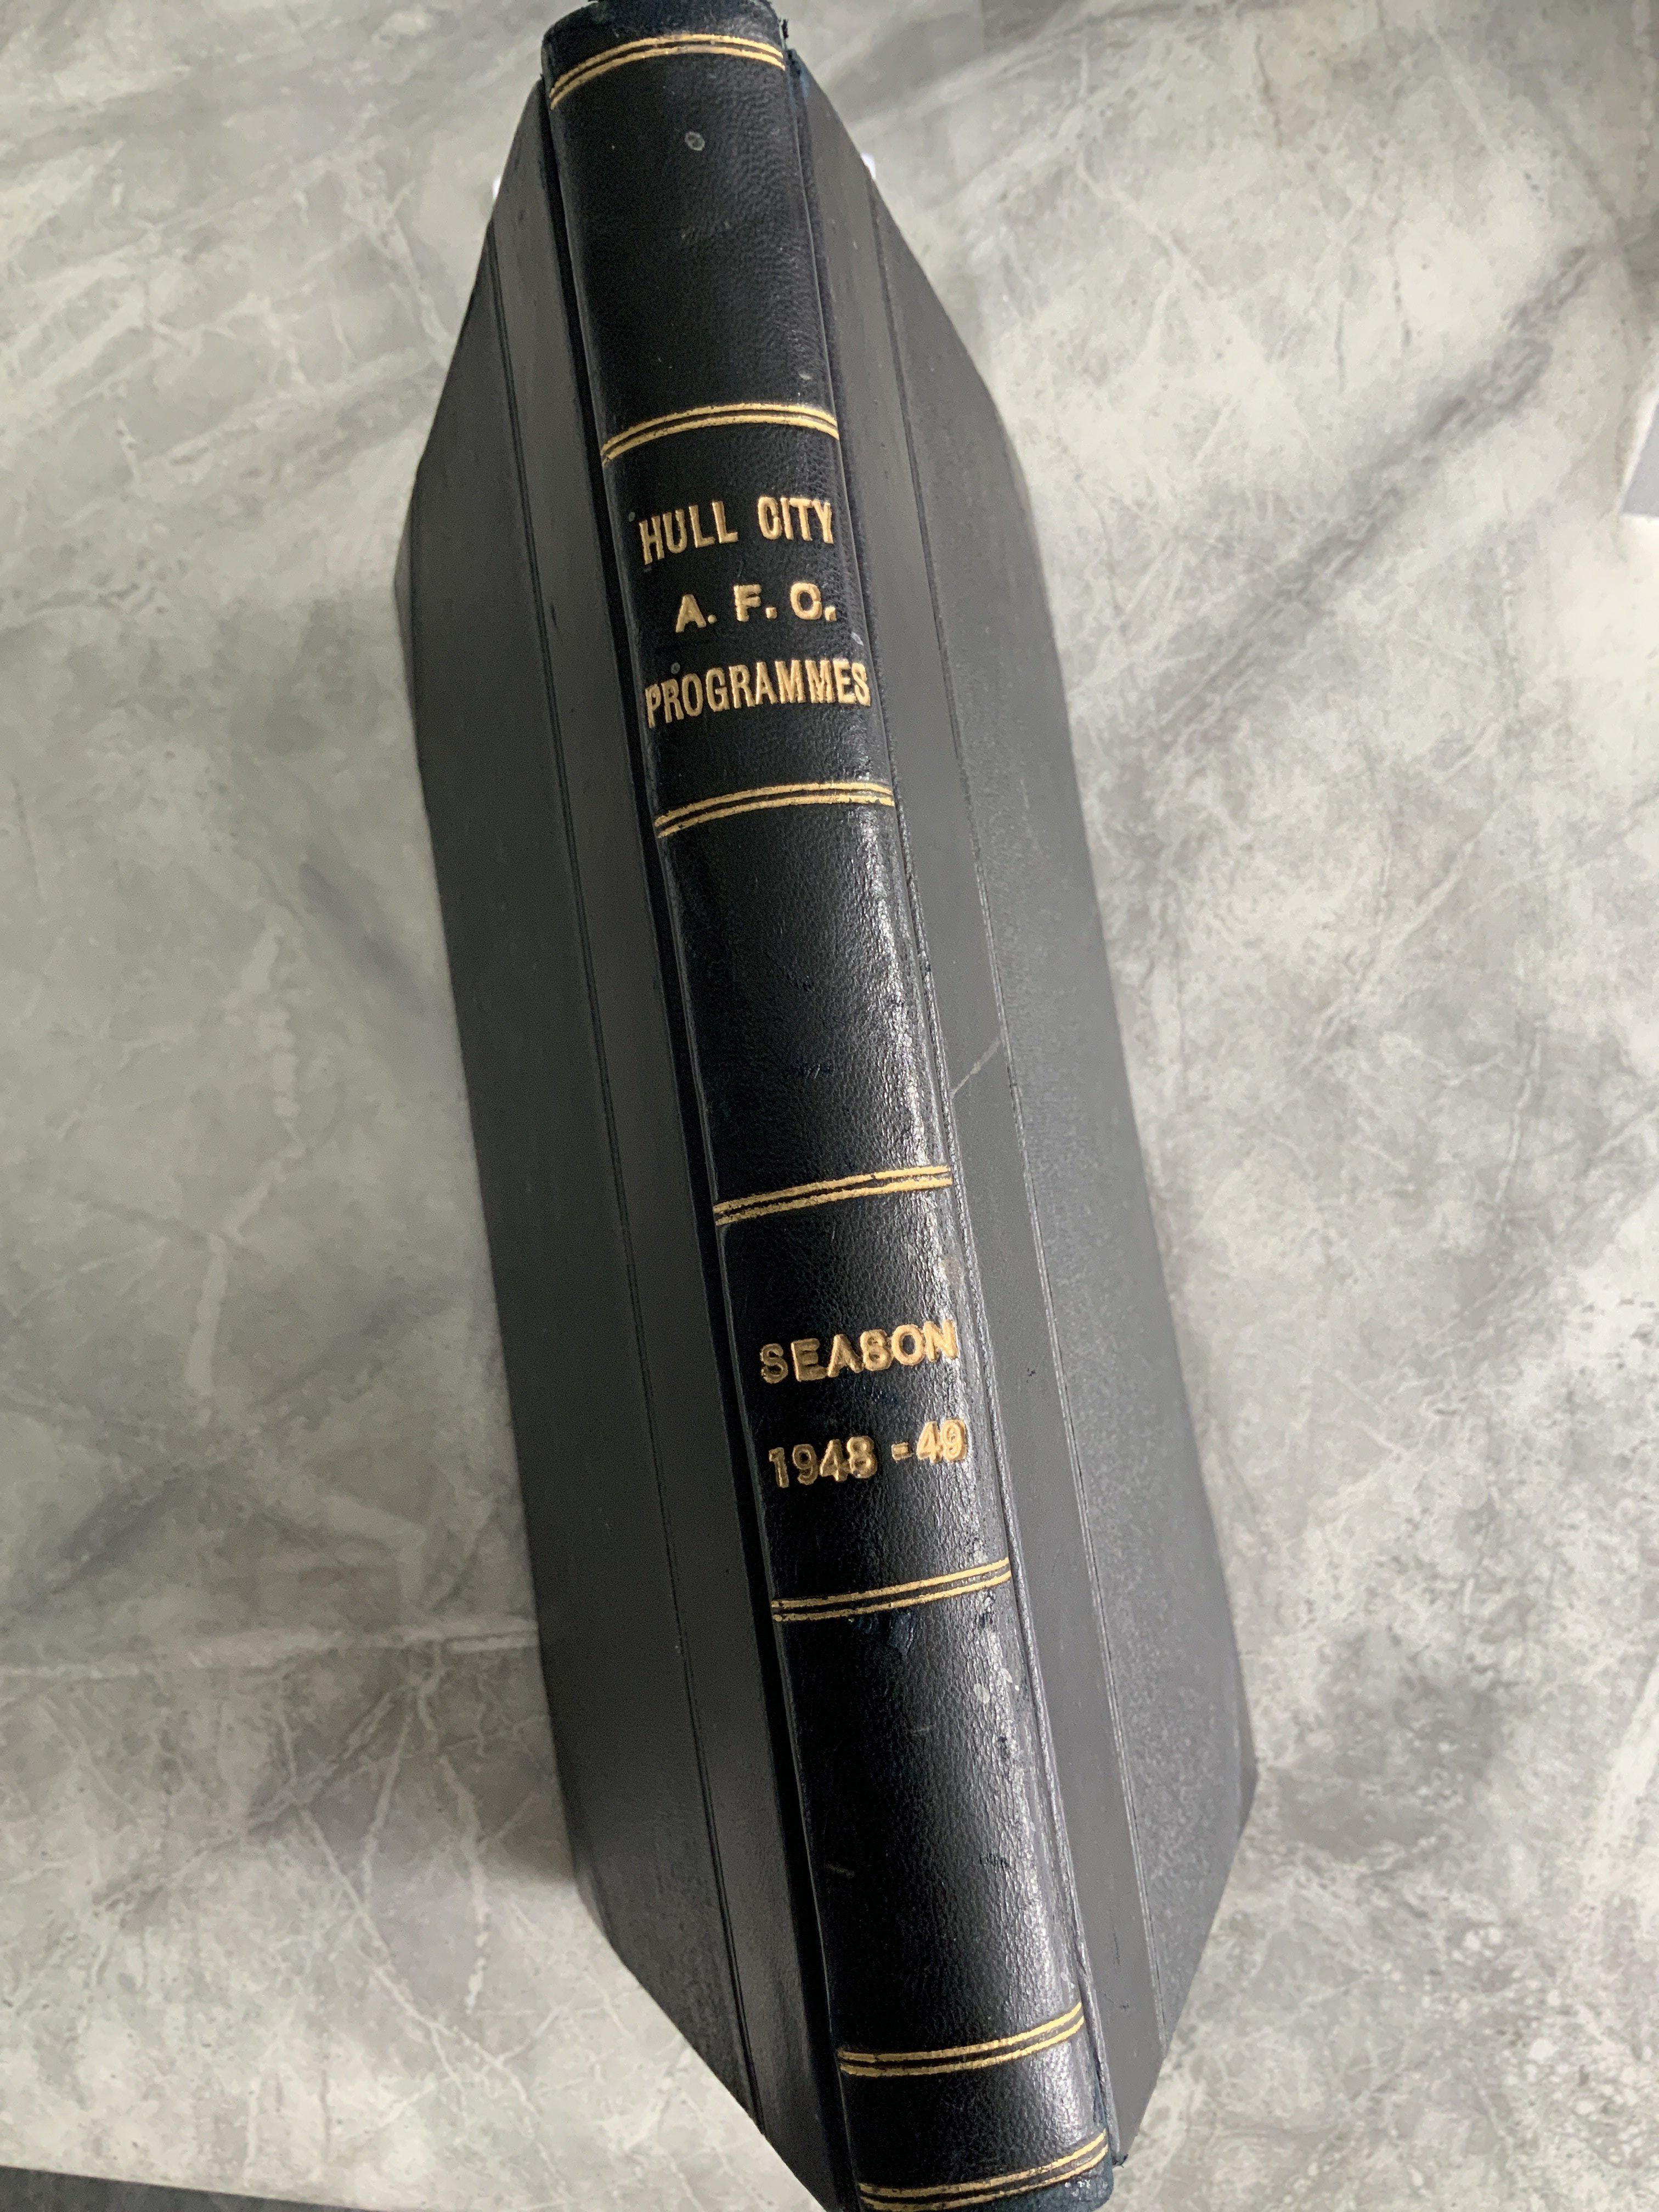 HULL CITY
A. F. C.
PROGRAMMES
SEASON
1948-49